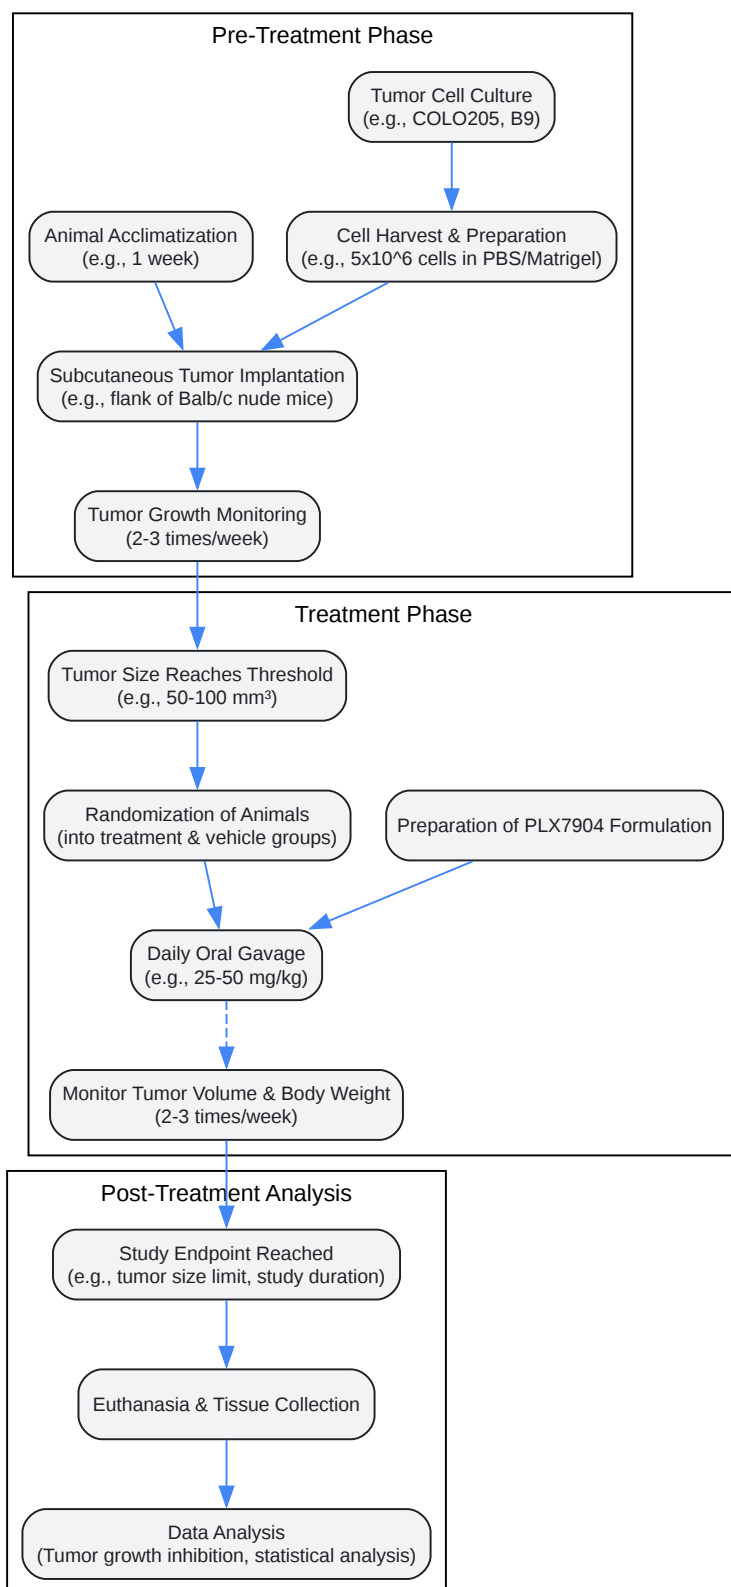 Pre-Treatment Phase
Tumor Cell Culture
(e.g., COLO205, B9)
Animal Acclimatization
(e.g., 1 week)
Cell Harvest & Preparation
(e.g., 5x10^6 cells in PBS/Matrigel)
Subcutaneous Tumor Implantation
(e.g., flank of Balb/c nude mice)
Tumor Growth Monitoring
(2-3 times/week)
Treatment Phase
Tumor Size Reaches Threshold
(e.g., 50-100 mm³)
Randomization of Animals
(into treatment & vehicle groups)
Preparation of PLX7904 Formulation
Daily Oral Gavage
(e.g., 25-50 mg/kg)
Monitor Tumor Volume & Body Weight
(2-3 times/week)
Post-Treatment Analysis
Study Endpoint Reached
(e.g., tumor size limit, study duration)
Euthanasia & Tissue Collection
Data Analysis
(Tumor growth inhibition, statistical analysis)